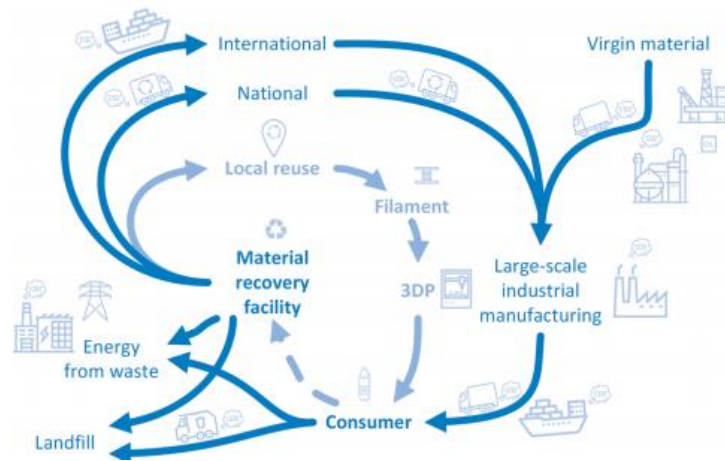 International
Virgin material
National
Local reuse
Filament
Material
recovery
facility
3DP
Large-scale
industrial
manufacturing
Energy
from waste
Consumer
Landfill